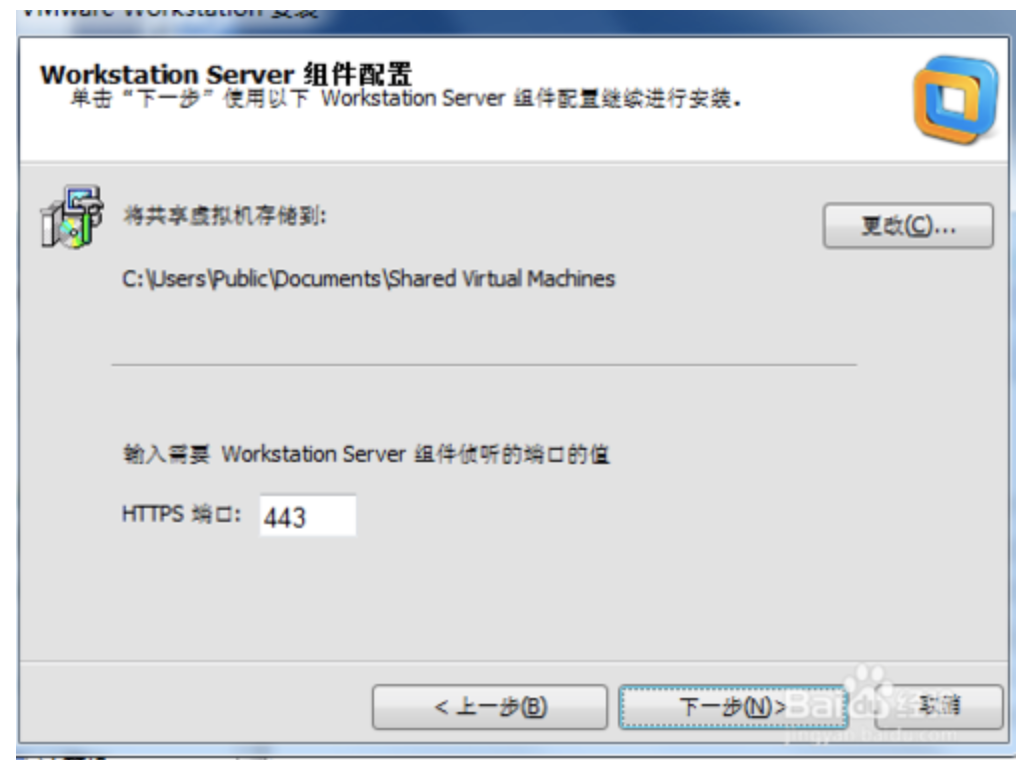 VMware Workstation 安装
Workstation Server 组件配置
单击“下一步”使用以下 Workstation Server 组件配置继续进行安装.
将共享虚拟机存储到:
更改(C)...
C:\Users\Public\Documents\Shared Virtual Machines
输入需要 Workstation Server 组件侦听的端口的值
HTTPS 端口: 443
< 上一步(B)
下一步(N)>
取消
Baidu 经验
jingyan.baidu.com